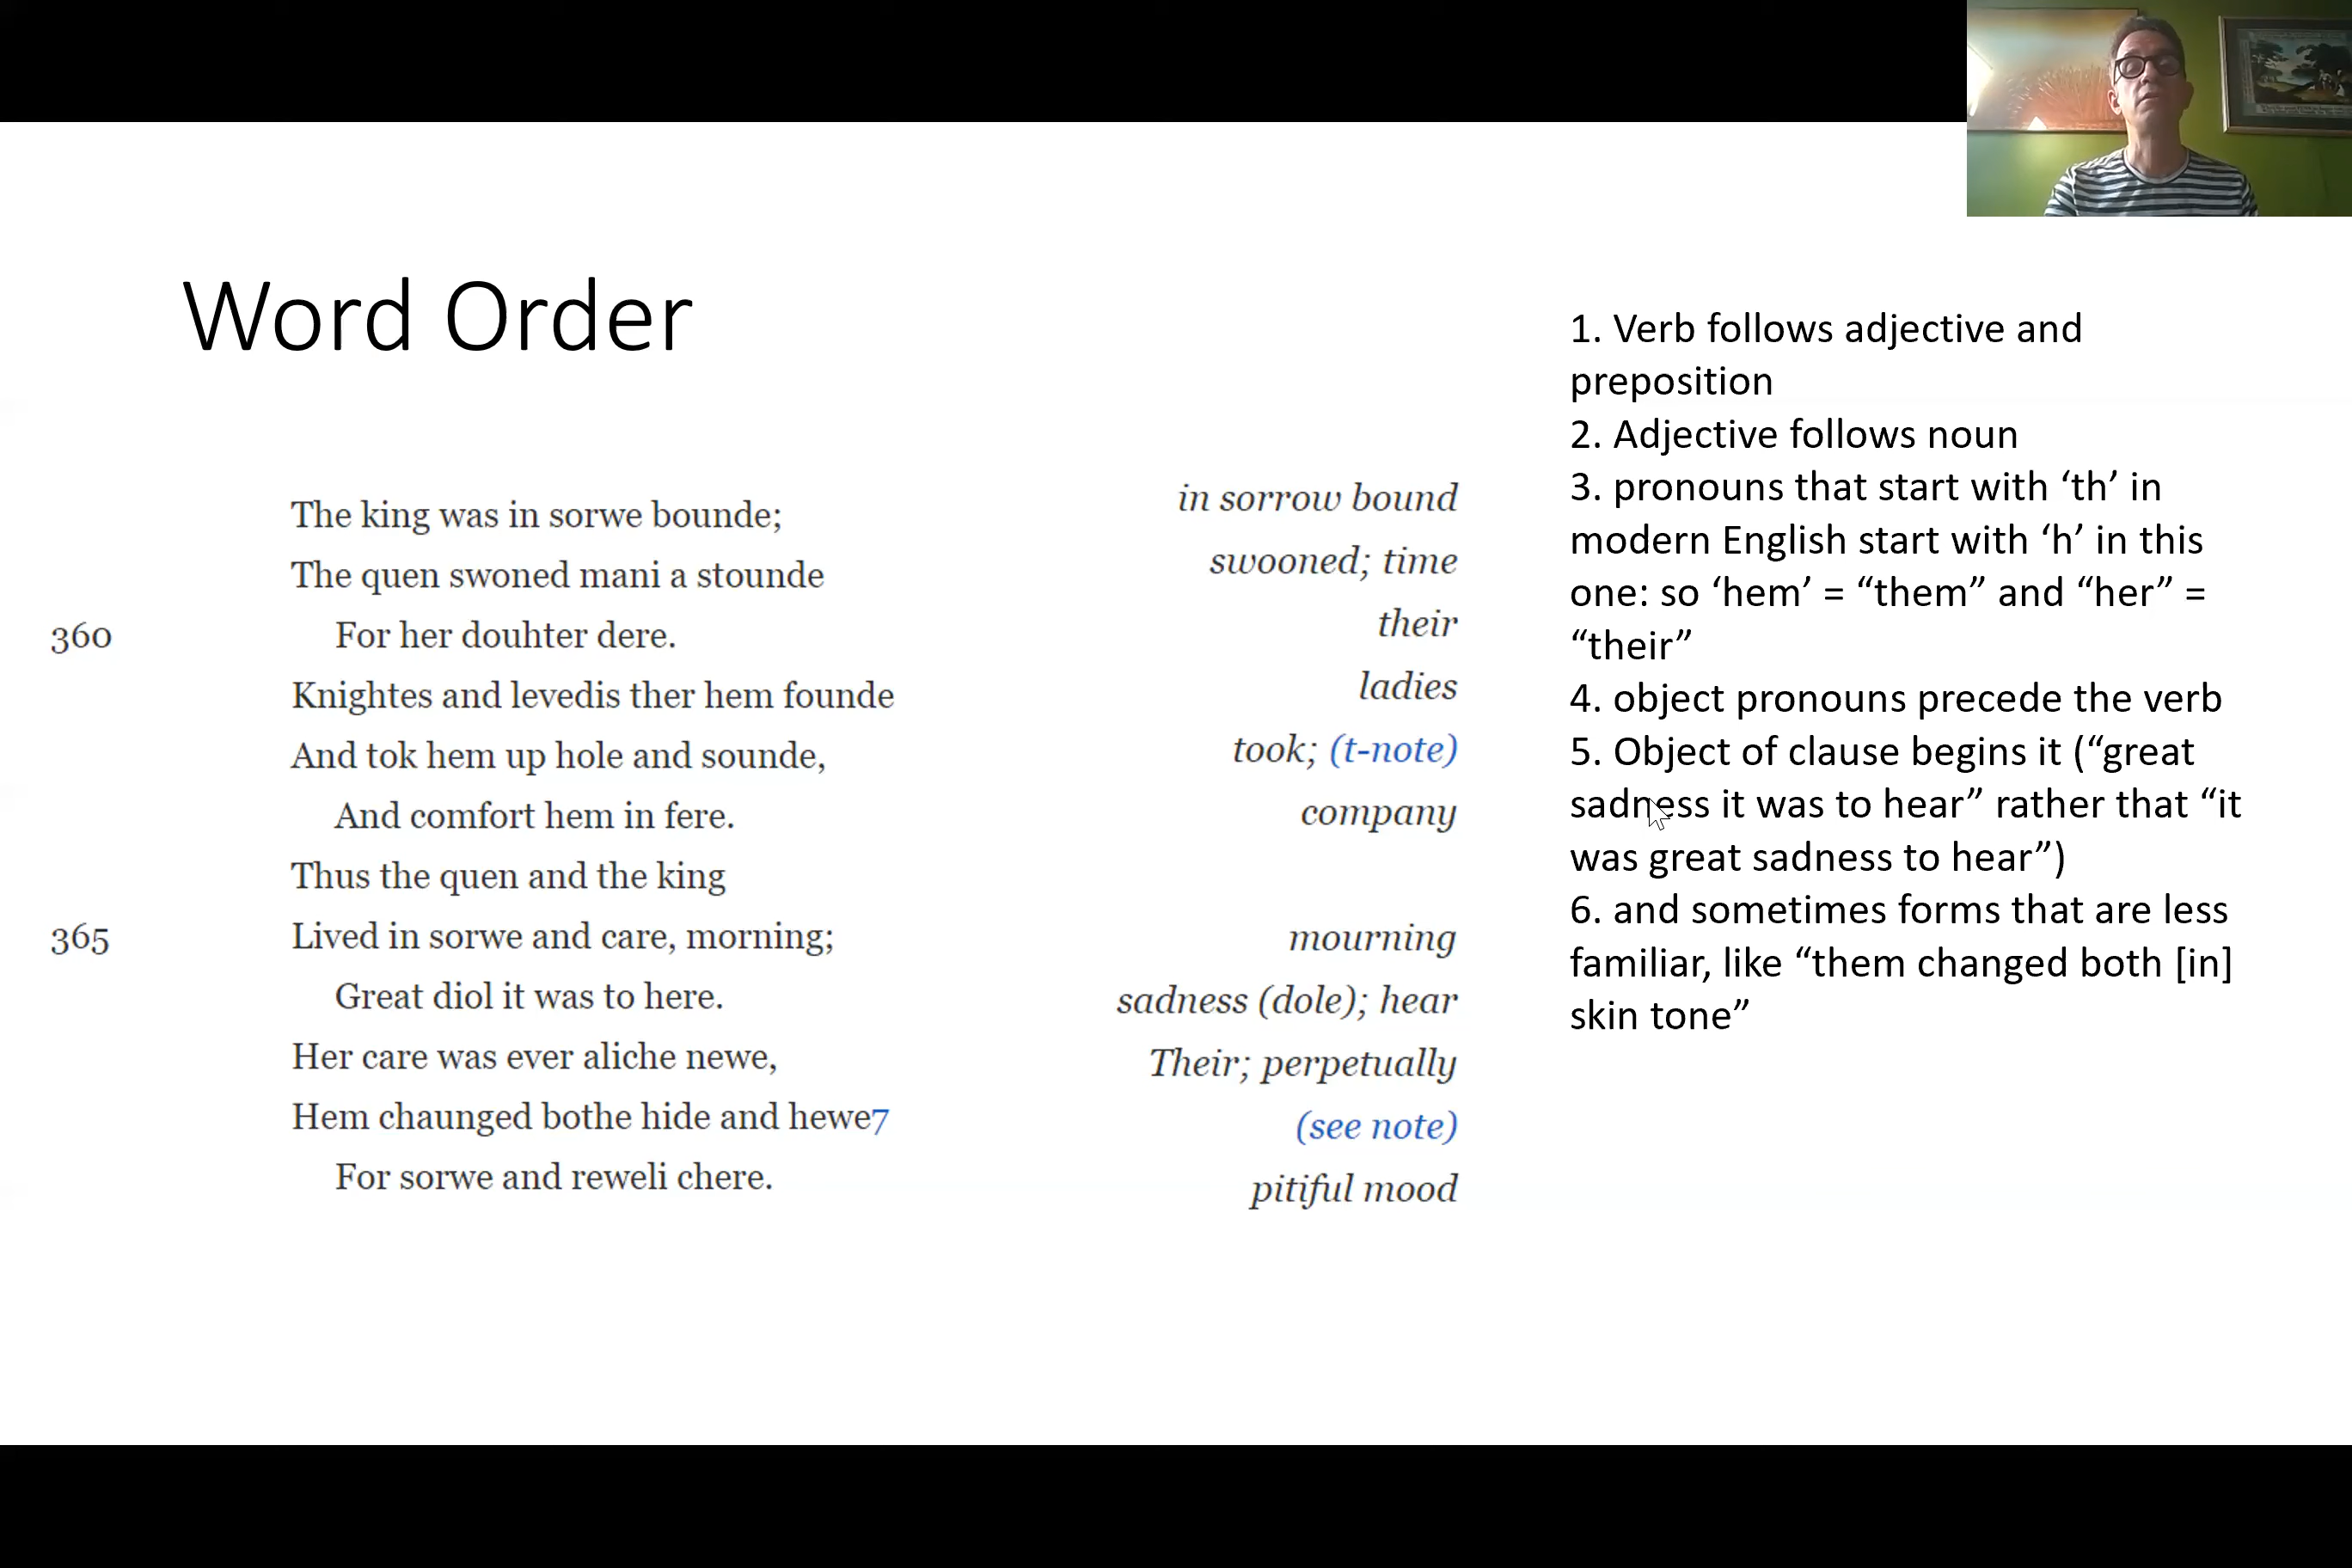 Word Order
The king was in sorwe bounde;
in sorrow bound
The quen swoned mani a stounde
swooned; time
360
For her douhter dere.
their
Knightes and levedis ther hem founde
ladies
And tok hem up hole and sounde,
took; (t-note)
And comfort hem in fere.
company
Thus the quen and the king
365
Lived in sorwe and care, morning;
mourning
Great diol it was to here.
sadness (dole); hear
Her care was ever aliche newe,
Their; perpetually
Hem chaunged bothe hide and hewe7
(see note)
For sorwe and reweli chere.
pitiful mood
1. Verb follows adjective and
preposition
2. Adjective follows noun
3. pronouns that start with ‘th’ in
modern English start with ‘h’ in this
one: so ‘hem’ = “them” and “her” =
“their”
4. object pronouns precede the verb
5. Object of clause begins it (“great
sadness it was to hear” rather that “it
was great sadness to hear”)
6. and sometimes forms that are less
familiar, like “them changed both [in]
skin tone”